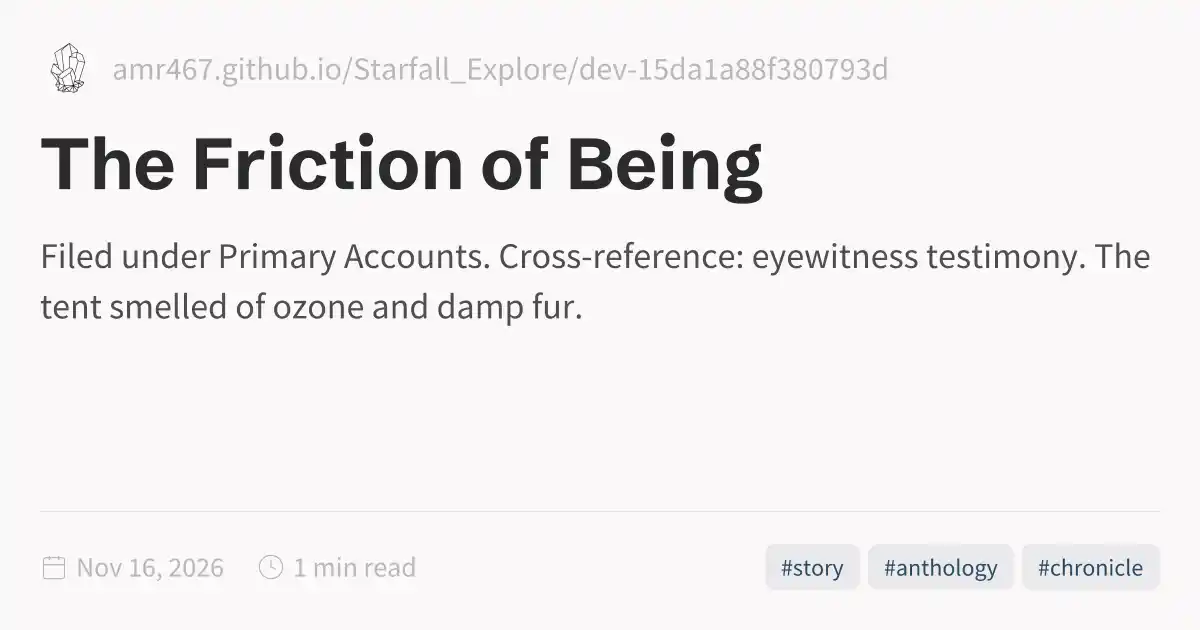 amr467.github.io/Starfall_Explore/dev-15da1a88f380793d
The Friction of Being
Filed under Primary Accounts. Cross-reference: eyewitness testimony. The
tent smelled of ozone and damp fur.
Nov 16, 2026
1 min read
#story
#anthology
#chronicle